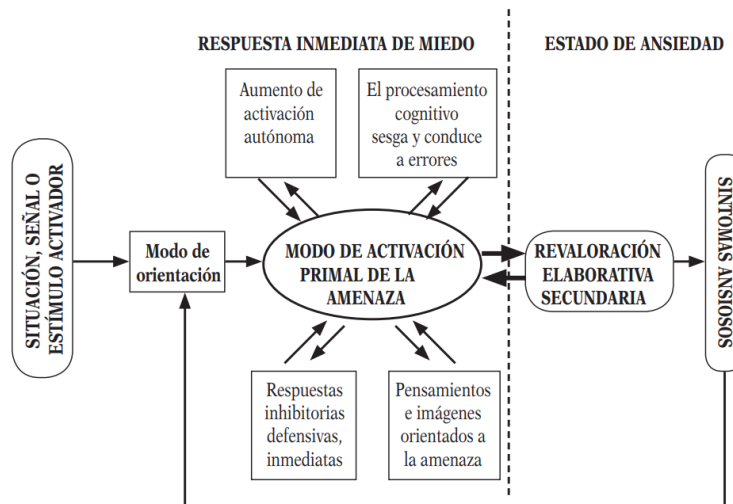 RESPUESTA INMEDIATA DE MIEDO
ESTADO DE ANSIEDAD
Aumento de
activación
autónoma
El procesamiento
cognitivo
sesga y conduce
a errores
SITUACIÓN, SEÑAL O
ESTÍMULO ACTIVADOR
Modo de
orientación
MODO DE ACTIVACIÓN
PRIMAL DE LA
AMENAZA
REVALORACIÓN
ELABORATIVA
SECUNDARIA
SINTOMAS ANSIOSOS
Respuestas
inhibitorias
defensivas,
inmediatas
Pensamientos
e imágenes
orientados a
la amenaza